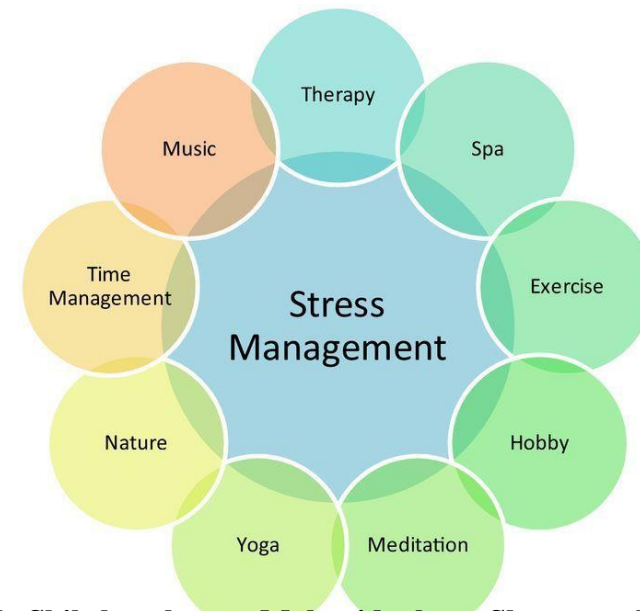 Therapy
Spa
Exercise
Hobby
Meditation
Yoga
Nature
Time
Management
Music
Stress
Management